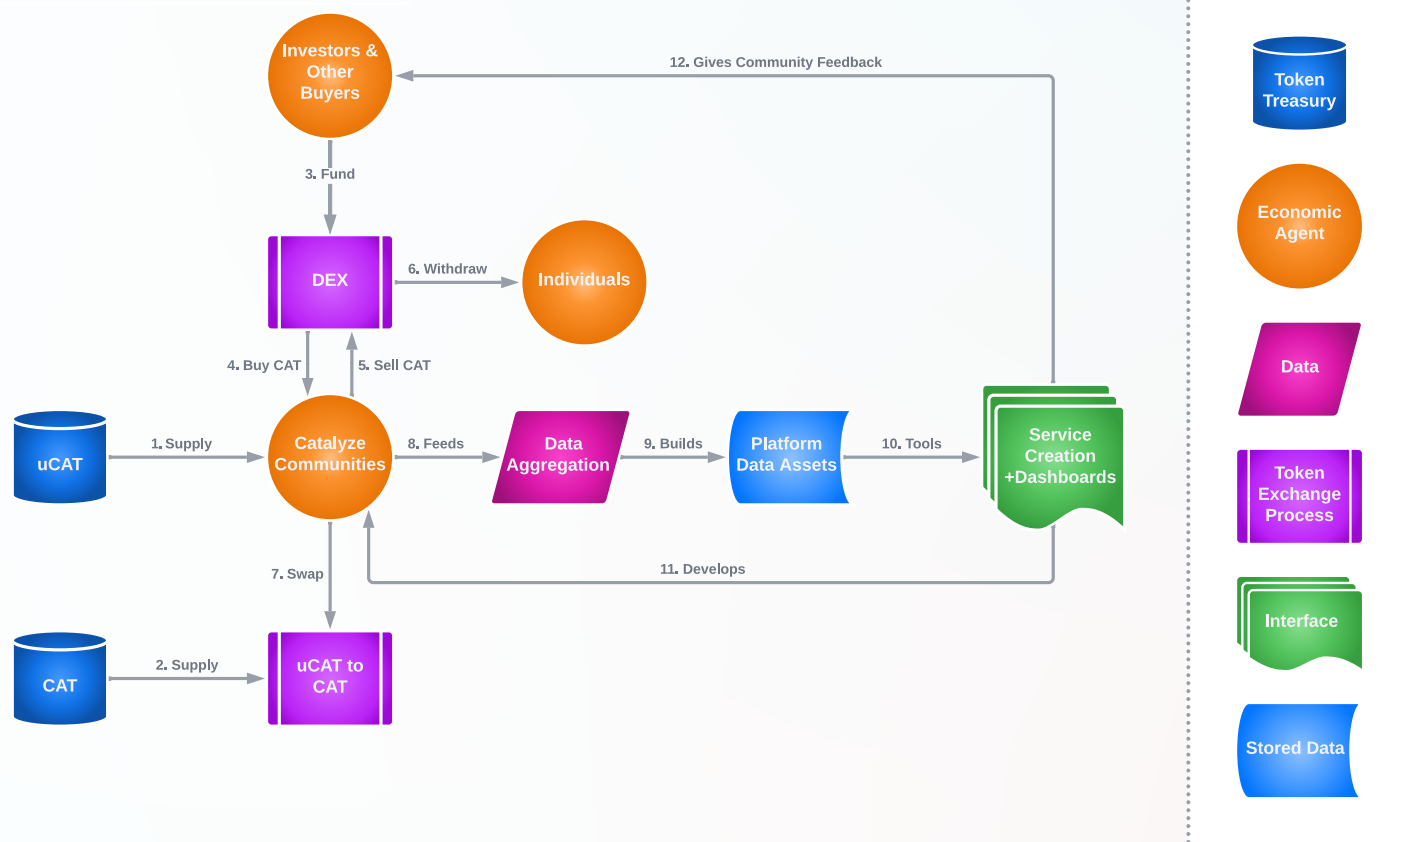 Investors &
Other
Buyers
12. Gives Community Feedback
3. Fund
DEX
6. Withdraw
Individuals
4. Buy CAT
5. Sell CAT
uCAT
1. Supply
Catalyze
Communities
8. Feeds
Data
Aggregation
9. Builds
Platform
Data Assets
10. Tools
Service
Creation
+Dashboards
11. Develops
7. Swap
CAT
2. Supply
uCAT to
CAT
Token
Treasury
Economic
Agent
Data
Token
Exchange
Process
Interface
Stored Data